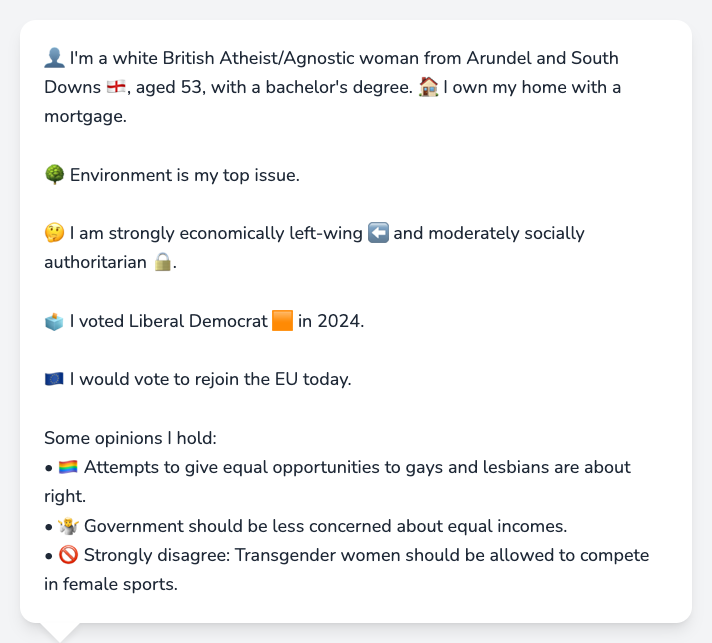 👤 I'm a white British Atheist/Agnostic woman from Arundel and South
Downs 🏴󠁧󠁢󠁥󠁮󠁧󠁿, aged 53, with a bachelor's degree. 🏠 I own my home with a
mortgage.
🌳 Environment is my top issue.
🤔 I am strongly economically left-wing ⬅️ and moderately socially
authoritarian 🔒.
🗳️ I voted Liberal Democrat 🟧 in 2024.
🇪🇺 I would vote to rejoin the EU today.
Some opinions I hold:
• 🏳️‍🌈 Attempts to give equal opportunities to gays and lesbians are about
right.
• 🤷 Government should be less concerned about equal incomes.
• 🚫 Strongly disagree: Transgender women should be allowed to compete
in female sports.